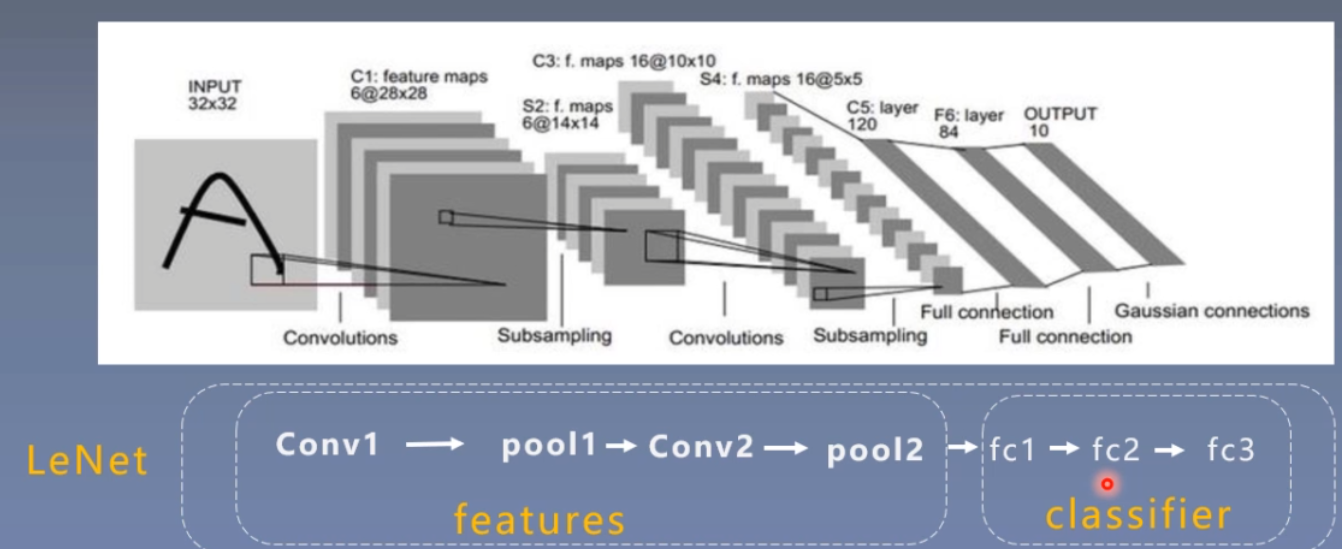 INPUT
32x32
C1: feature maps
6@28x28
S2: f. maps
6@14x14
C3: f. maps 16@10x10
S4: f. maps 16@5x5
C5: layer
120
F6: layer
84
OUTPUT
10
Convolutions
Subsampling
Convolutions
Subsampling
Full connection
Full connection
Gaussian connections
LeNet
Conv1 → pool1 → Conv2 → pool2 → fc1 → fc2 → fc3
features
classifier